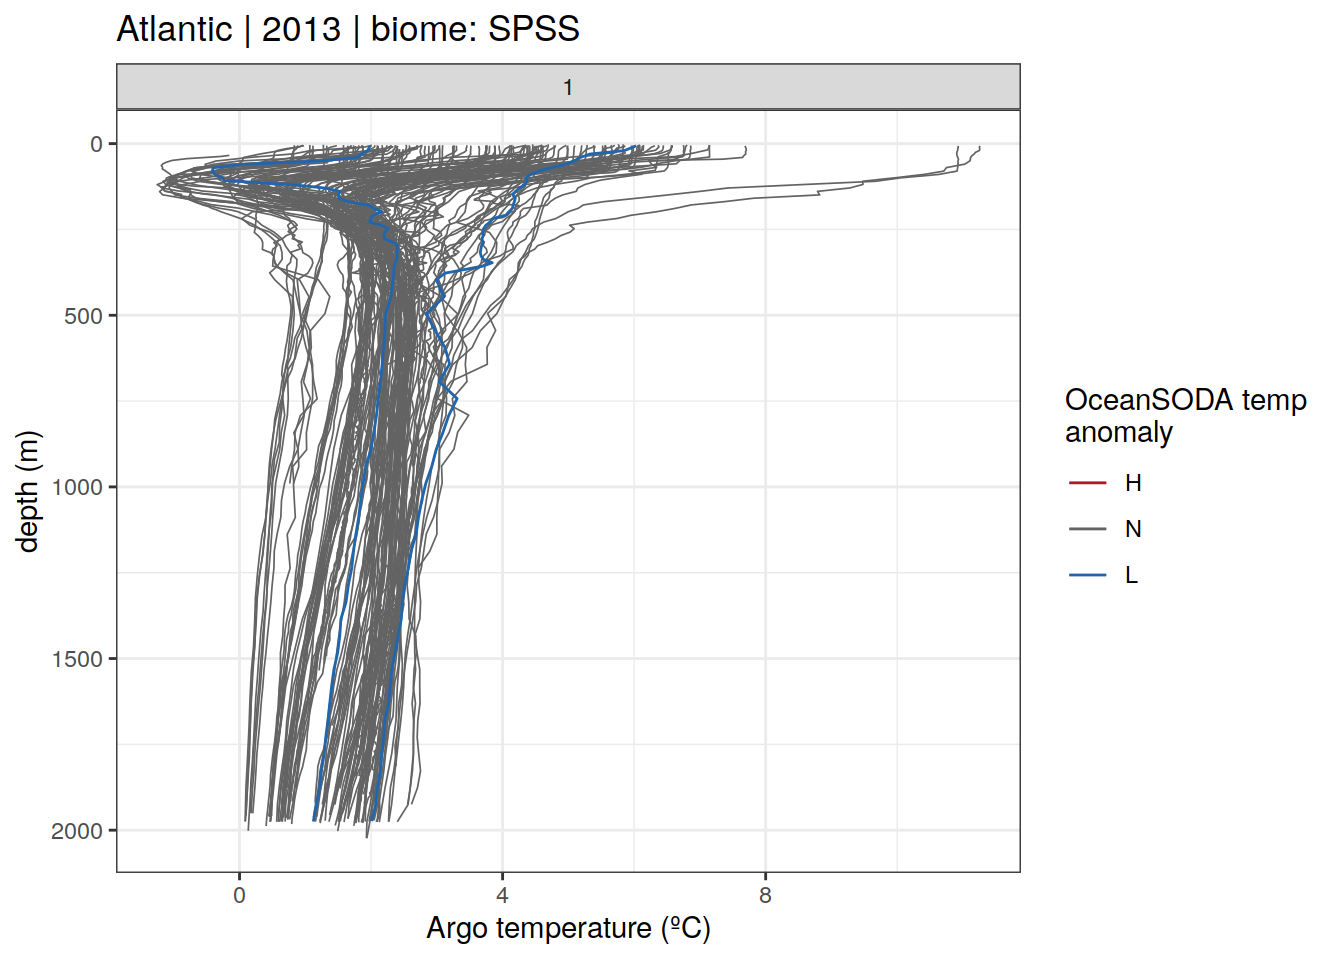 Atlantic | 2013 | biome: SPSS
1
0
500
1000
1500
2000
depth (m)
0 4 8
Argo temperature (ºC)
OceanSODA temp
anomaly
H
N
L